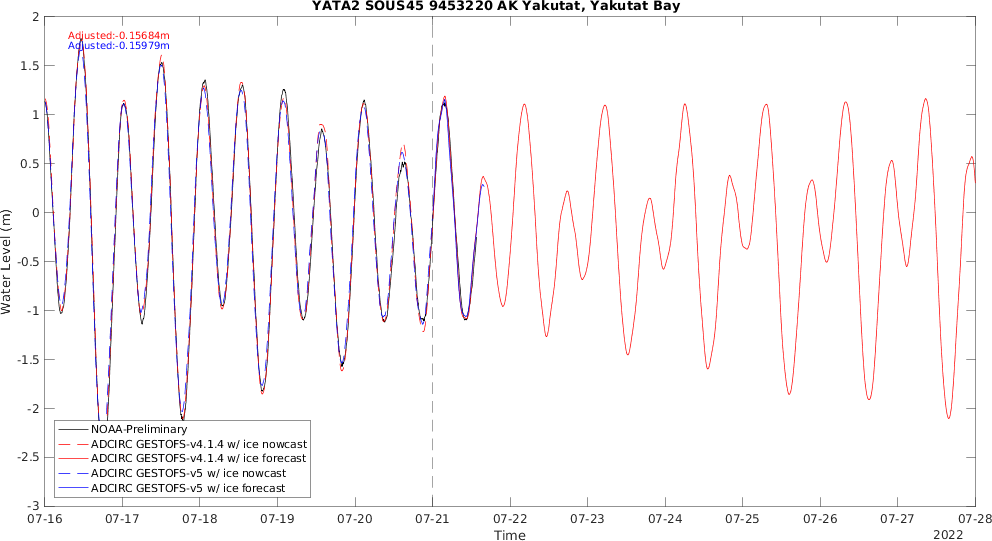 YATA2 SOUS45 9453220 AK Yakutat, Yakutat Bay
Adjusted:-0.15684m
Adjusted:-0.15979m
2
1.5
1
0.5
0
-0.5
-1
-1.5
-2
-2.5
-3
Water Level (m)
NOAA-Preliminary
ADCIRC GESTOFS-v4.1.4 w/ ice nowcast
ADCIRC GESTOFS-v4.1.4 w/ ice forecast
ADCIRC GESTOFS-v5 w/ ice nowcast
ADCIRC GESTOFS-v5 w/ ice forecast
07-16 07-17 07-18 07-19 07-20 07-21 07-22 07-23 07-24 07-25 07-26 07-27 07-28
Time
2022